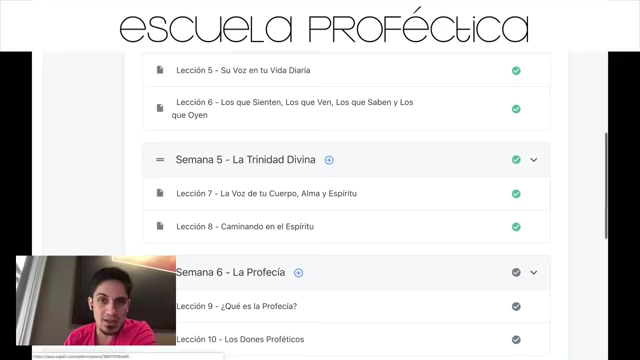 ESCUELA PROFÉCTICA
Lección 5 - Su Voz en tu Vida Diaria
Lección 6 - Los que Sienten, Los que Ven, Los que Saben y Los
que Oyen
Semana 5 - La Trinidad Divina
Lección 7 - La Voz de tu Cuerpo, Alma y Espíritu
Lección 8 - Caminando en el Espíritu
Semana 6 - La Profecía
Lección 9 - ¿Qué es la Profecía?
Lección 10 - Los Dones Proféticos